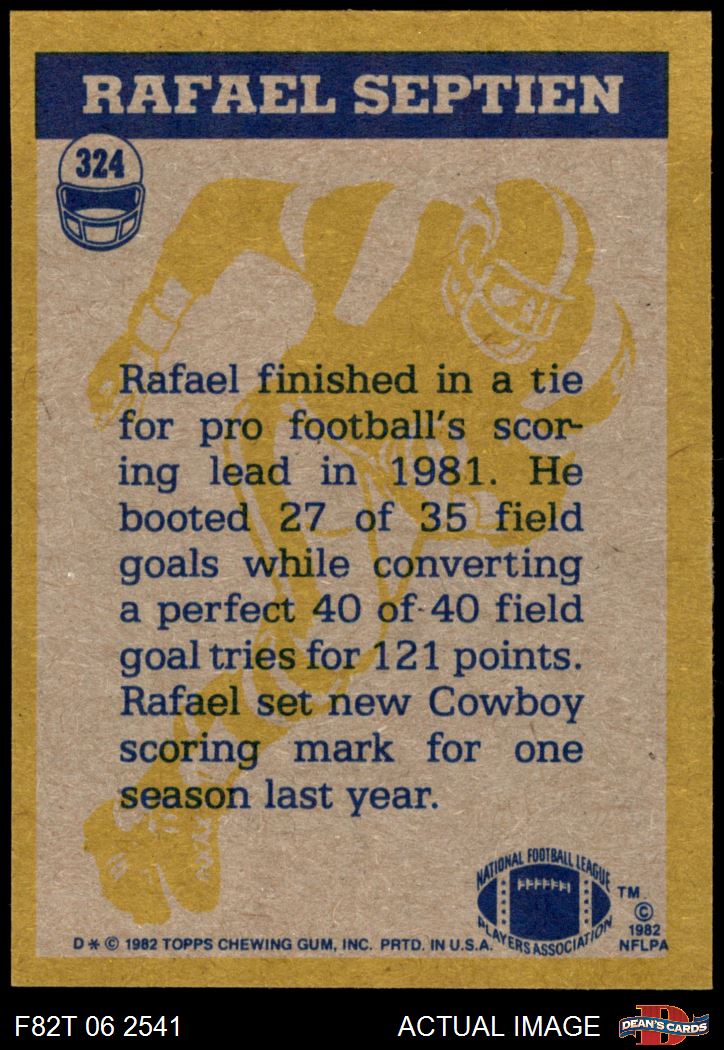 RAFAEL SEPTIEN
324
Rafael finished in a tie
for pro football's scor-
ing lead in 1981. He
booted 27 of 35 field
goals while converting
a perfect 40 of 40 field
goal tries for 121 points.
Rafael set new Cowboy
scoring mark for one
season last year.
NATIONAL FOOTBALL LEAGUE
PLAYERS ASSOCIATION
TM
©
1982
NFLPA
D * © 1982 TOPPS CHEWING GUM, INC. PRTD. IN U.S.A.
F82T 06 2541
ACTUAL IMAGE
D
DEAN'S CARDS